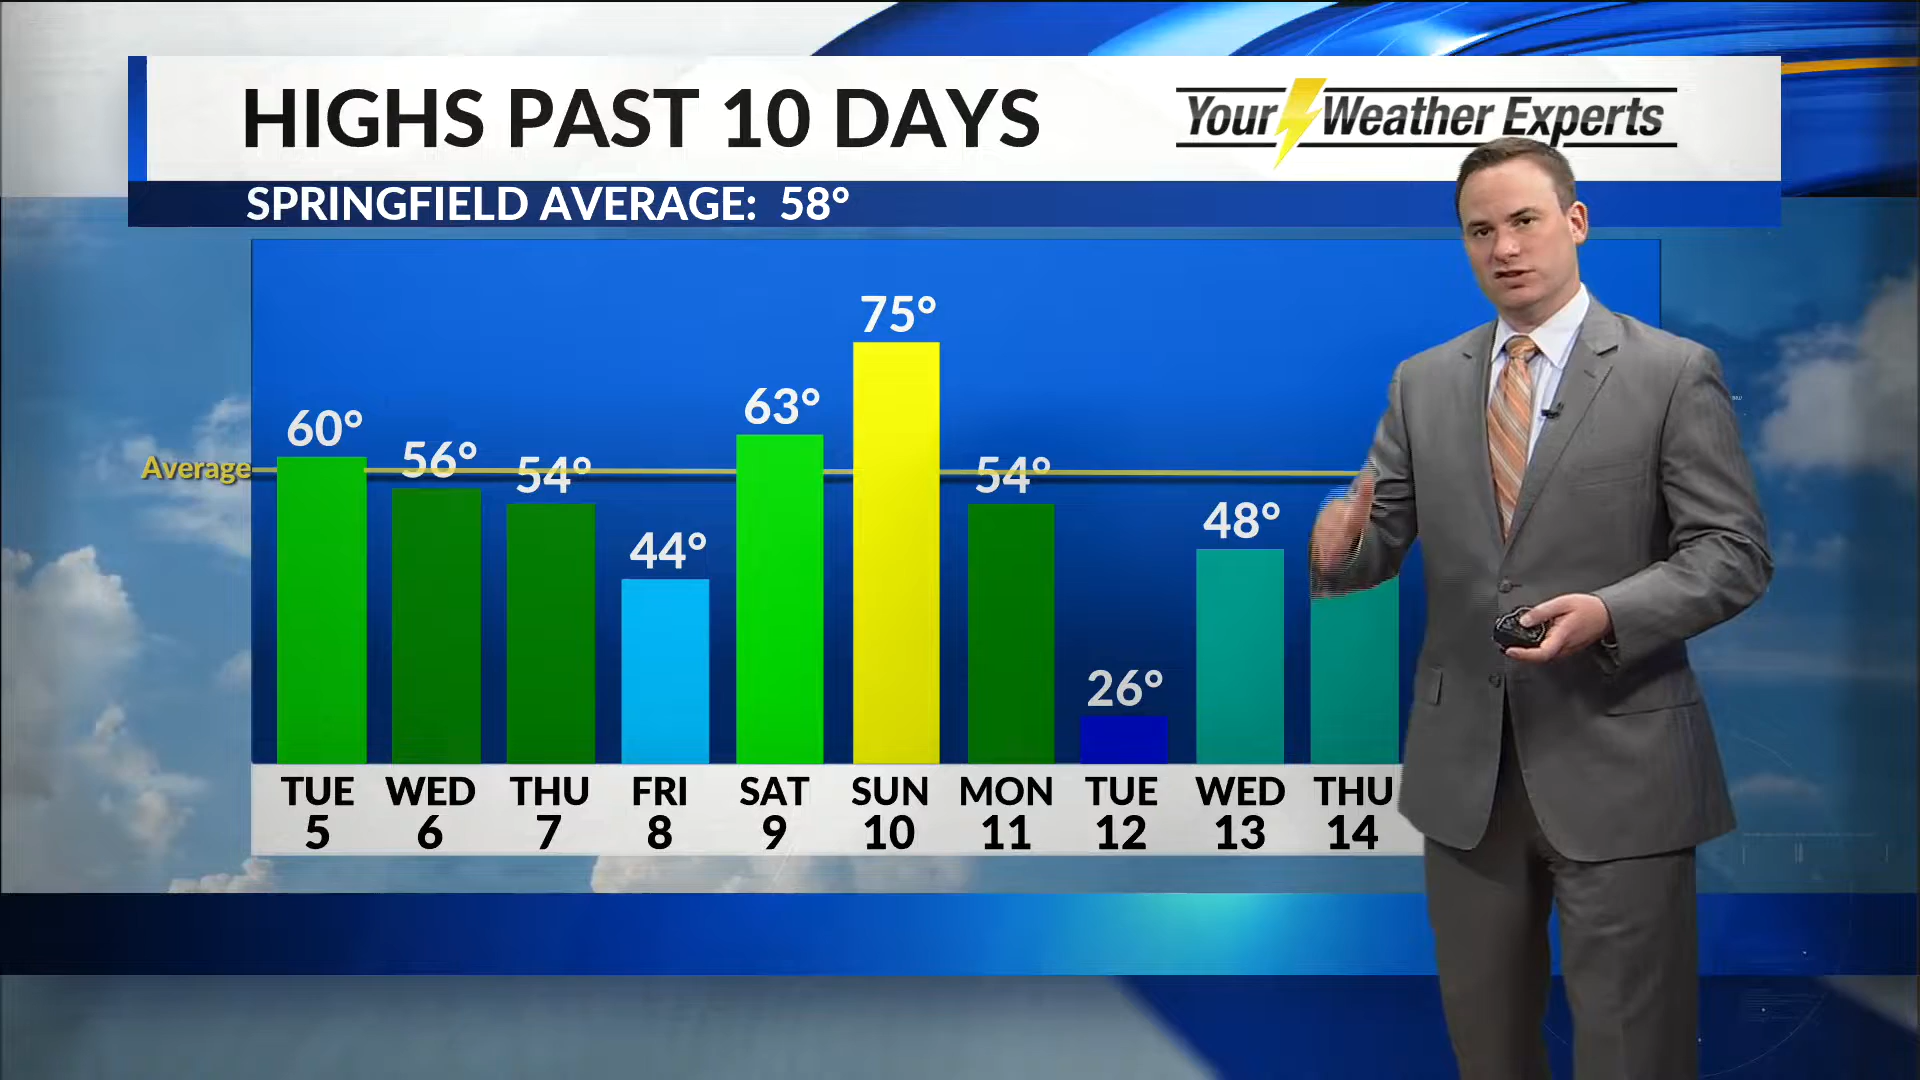 HIGHS PAST 10 DAYS
Your Weather Experts
SPRINGFIELD AVERAGE: 58°
75°
63°
60°
56°
Average
54°
54°
48°
44°
26°
TUE WED THU FRI SAT SUN MON TUE WED THU
5 6 7 8 9 10 11 12 13 14